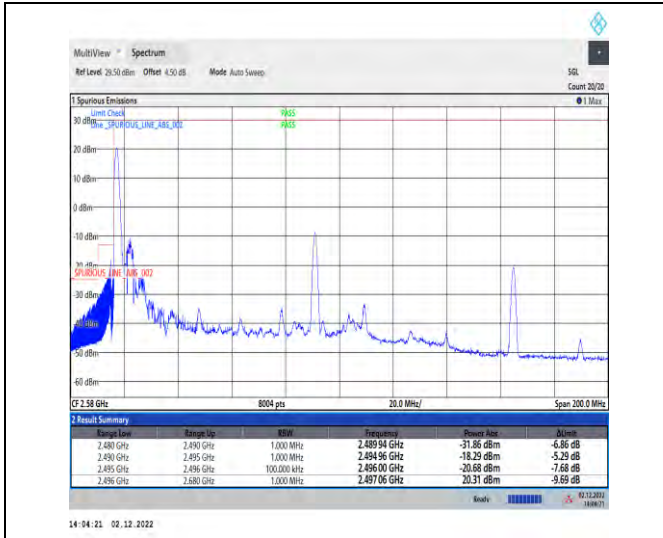 MultiView Spectrum
Ref Level 29.50 dBm Offset 4.50 dB Mode Auto Sweep SGL
Count 20/20
1 Spurious Emissions 1 Max
Limit Check PASS
Line _SPURIOUS_LINE_ABS_002 PASS
30 dBm
20 dBm
10 dBm
0 dBm
-10 dBm
-20 dBm
_SPURIOUS_LINE_ABS_002
-30 dBm
-40 dBm
-50 dBm
-60 dBm
CF 2.58 GHz 8004 pts 20.0 MHz/ Span 200.0 MHz
2 Result Summary
Range Low Range Up RBW Frequency Power Abs ΔLimit
2.480 GHz 2.490 GHz 1.000 MHz 2.489 94 GHz -31.86 dBm -6.86 dB
2.490 GHz 2.495 GHz 1.000 MHz 2.494 96 GHz -18.29 dBm -5.29 dB
2.495 GHz 2.496 GHz 100.000 kHz 2.496 00 GHz -20.68 dBm -7.68 dB
2.496 GHz 2.680 GHz 1.000 MHz 2.497 06 GHz 20.31 dBm -9.69 dB
Ready 02.12.2022
14:04:21
14:04:21 02.12.2022